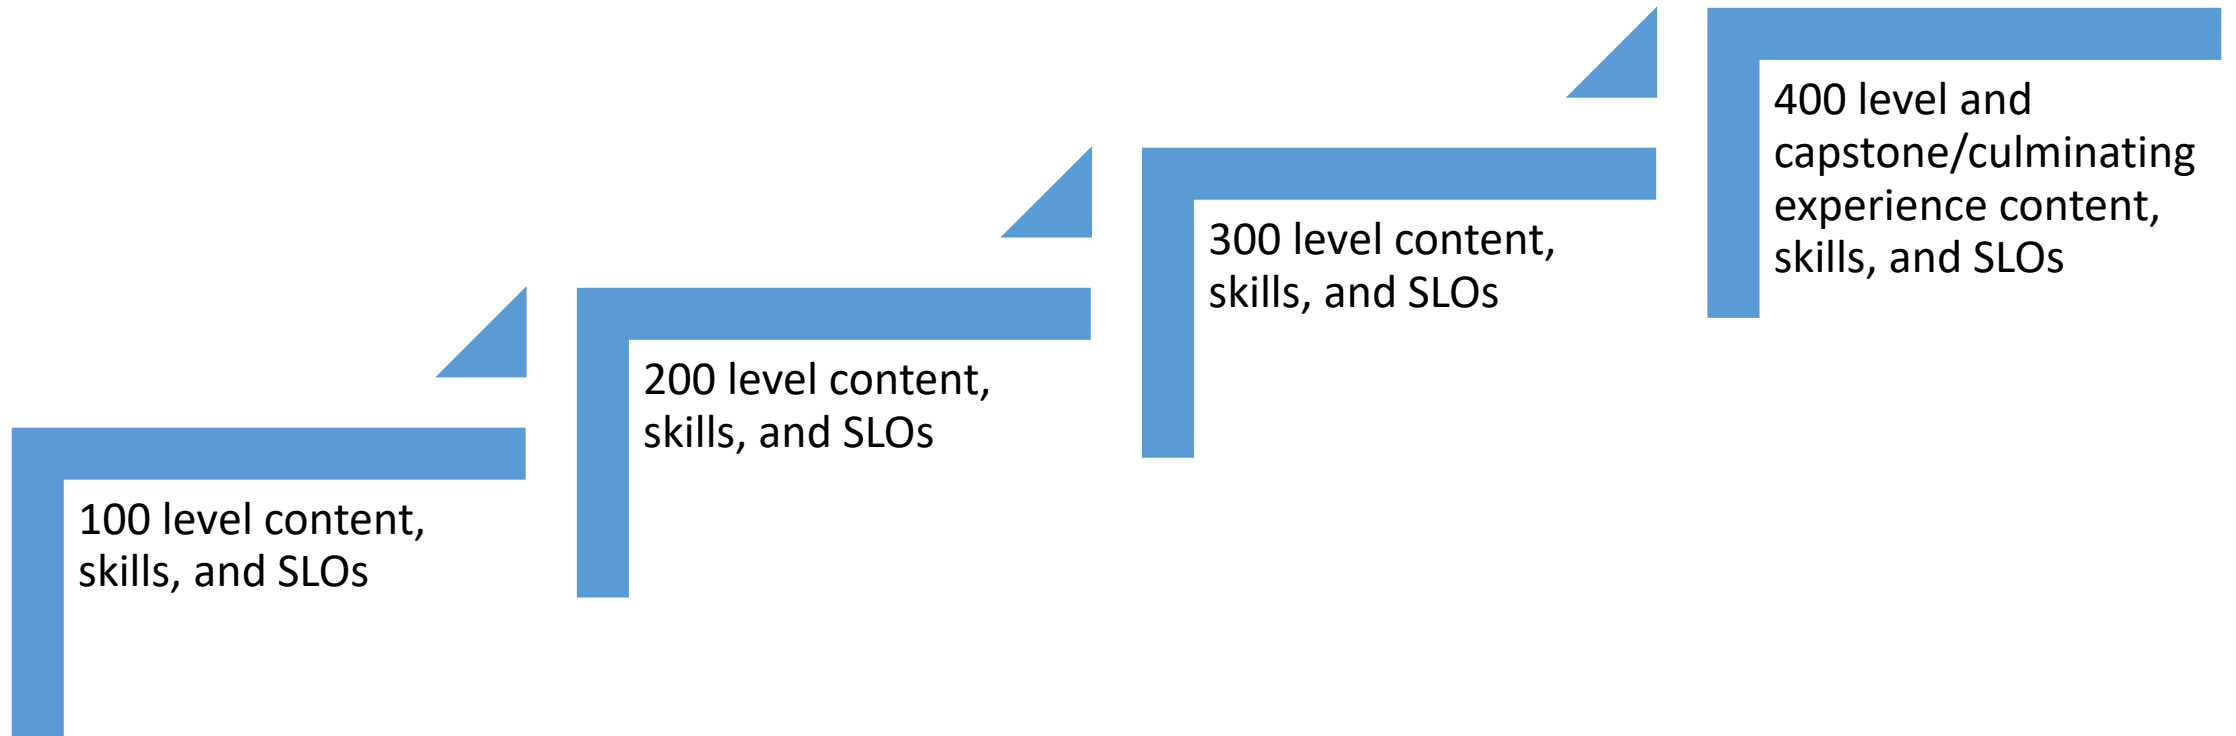 100 level content,
skills, and SLOs
200 level content,
skills, and SLOs
300 level content,
skills, and SLOs
400 level and
capstone/culminating
experience content,
skills, and SLOs